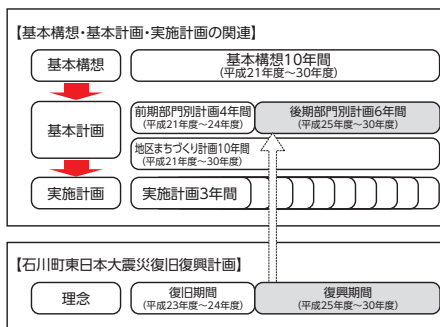 【基本構想・基本計画・実施計画の関連】
基本構想
基本構想10年間
(平成21年度～30年度)
基本計画
前期部門別計画4年間
(平成21年度～24年度)
後期部門別計画6年間
(平成25年度～30年度)
地区まちづくり計画10年間
(平成21年度～30年度)
実施計画
実施計画3年間
【石川町東日本大震災復旧復興計画】
理念
復旧期間
(平成23年度～24年度)
復興期間
(平成25年度～30年度)